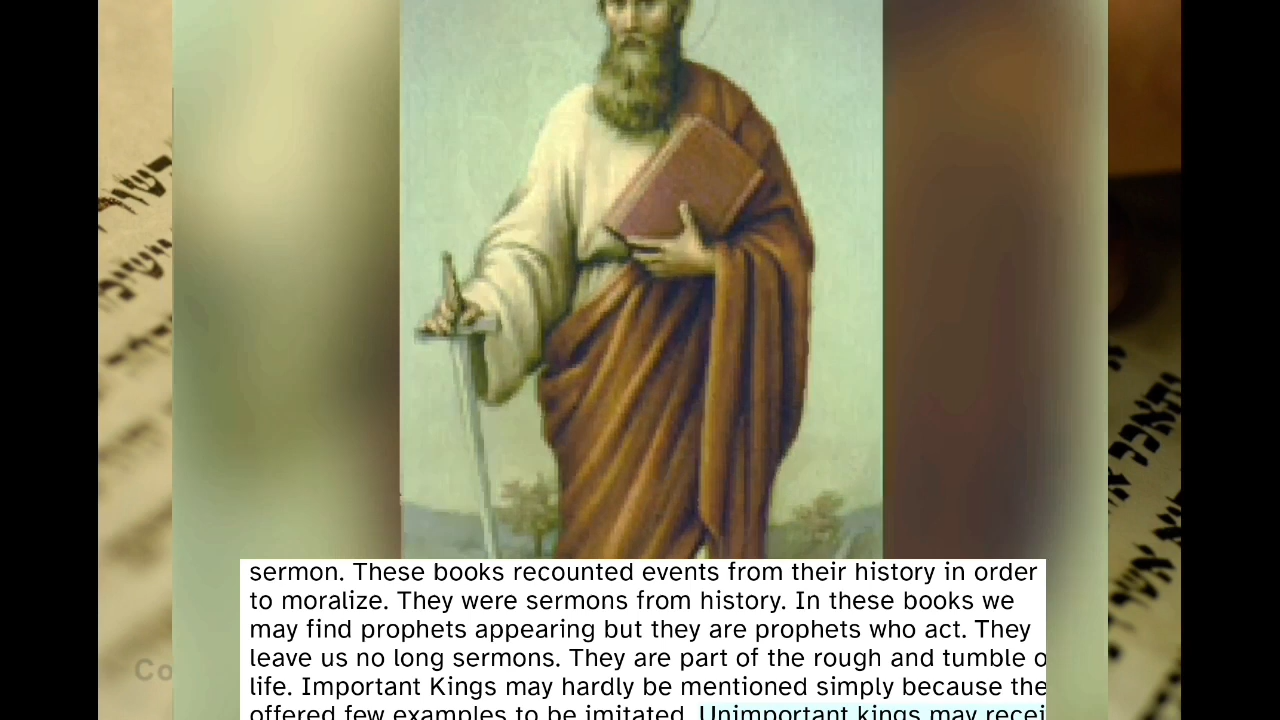 sermon. These books recounted events from their history in order
to moralize. They were sermons from history. In these books we
may find prophets appearing but they are prophets who act. They
leave us no long sermons. They are part of the rough and tumble o
life. Important Kings may hardly be mentioned simply because the
offered few examples to be imitated. Unimportant kings may recei
Co